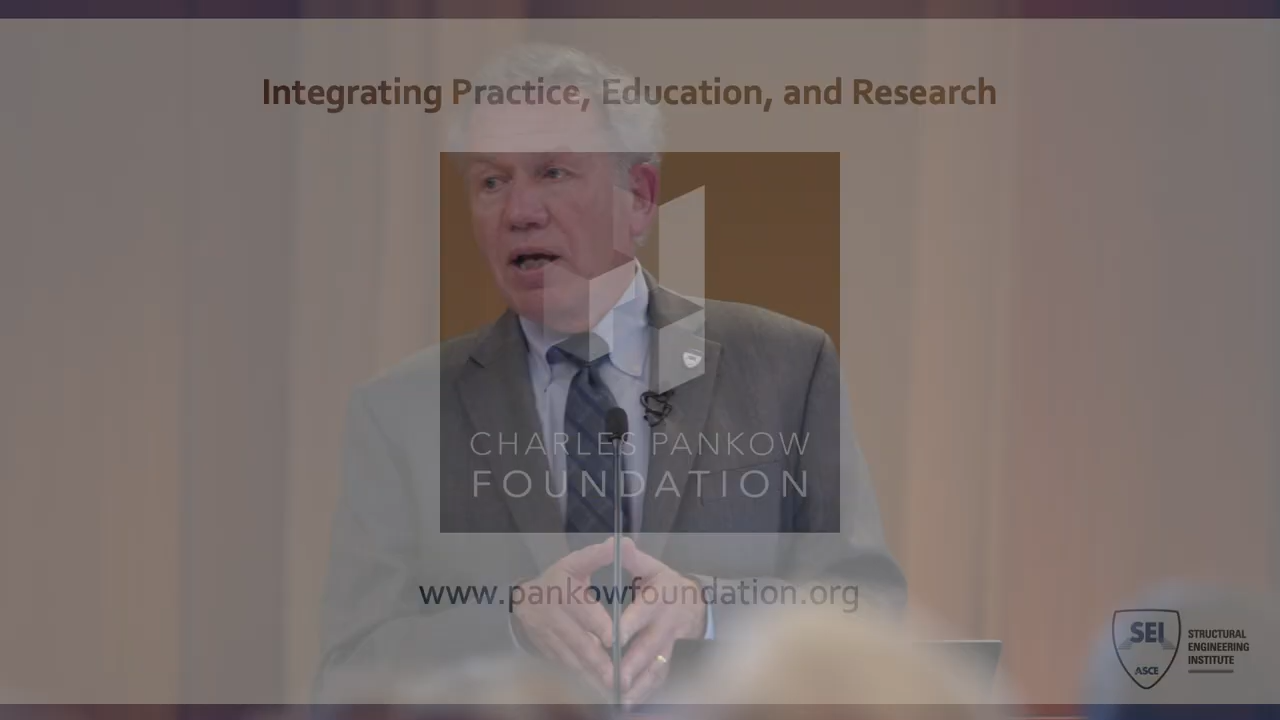 Integrating Practice, Education, and Research
CHARLES PANKOW
FOUNDATION
www.pankowfoundation.org
SEI
ASCE
STRUCTURAL
ENGINEERING
INSTITUTE